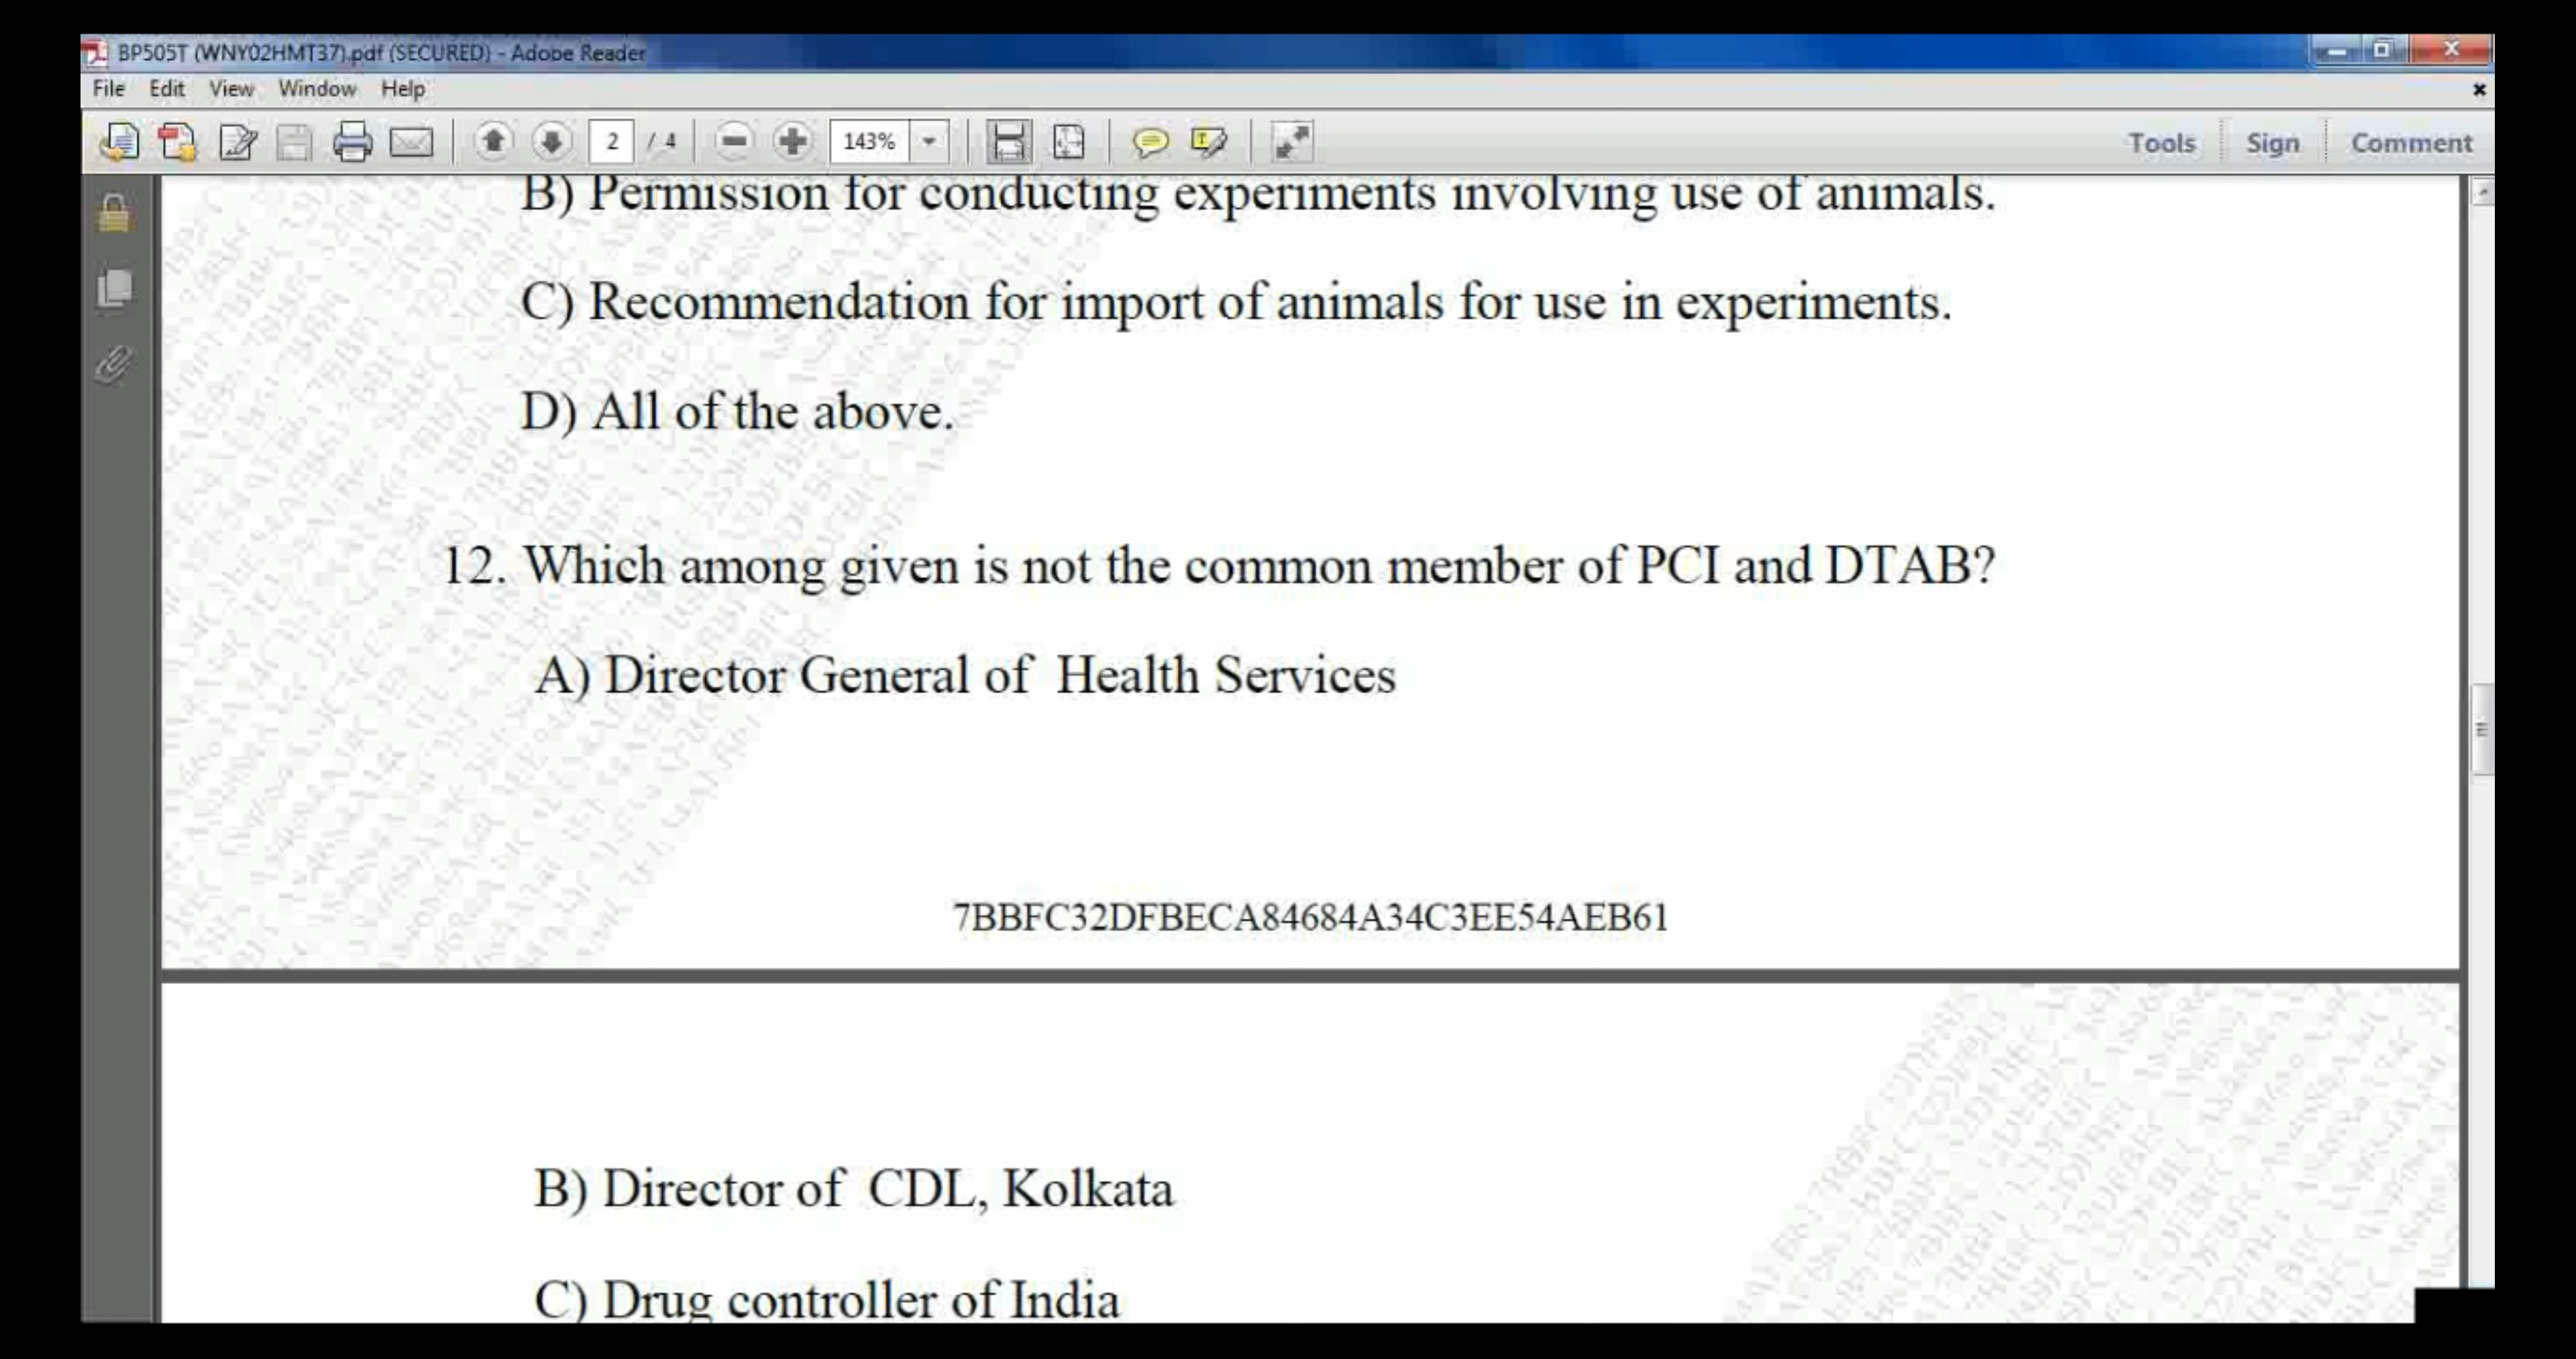 BP505T (WNY02HMT37).pdf (SECURED) - Adobe Reader
File Edit View Window Help
2 / 4 143% Tools Sign Comment
B) Permission for conducting experiments involving use of animals.
C) Recommendation for import of animals for use in experiments.
D) All of the above.
12. Which among given is not the common member of PCI and DTAB?
A) Director General of Health Services
7BBFC32DFBECA84684A34C3EE54AEB61
B) Director of CDL, Kolkata
C) Drug controller of India